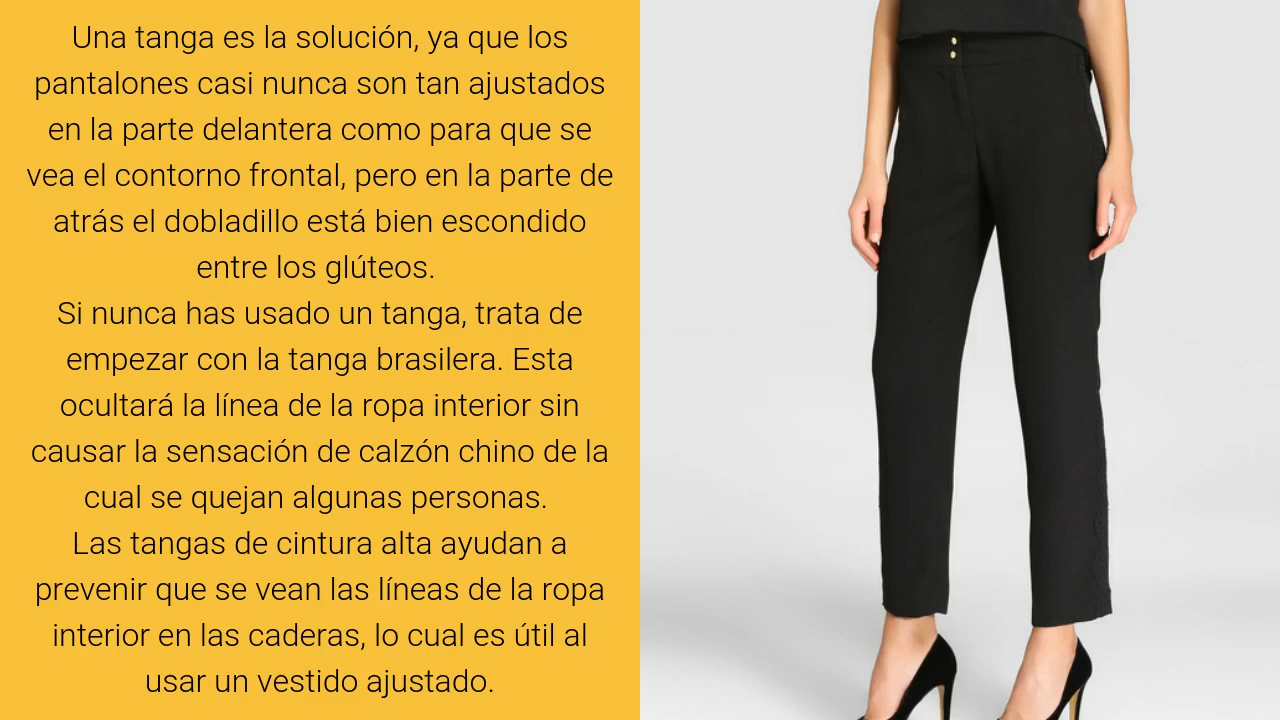 Una tanga es la solución, ya que los
pantalones casi nunca son tan ajustados
en la parte delantera como para que se
vea el contorno frontal, pero en la parte de
atrás el dobladillo está bien escondido
entre los glúteos.
Si nunca has usado un tanga, trata de
empezar con la tanga brasilera. Esta
ocultará la línea de la ropa interior sin
causar la sensación de calzón chino de la
cual se quejan algunas personas.
Las tangas de cintura alta ayudan a
prevenir que se vean las líneas de la ropa
interior en las caderas, lo cual es útil al
usar un vestido ajustado.